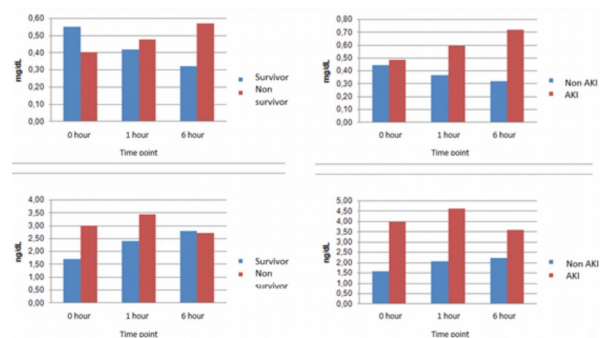 0,60
0,50
0,40
0,30
0,20
0,10
0,00
mg/dL
0 hour 1 hour 6 hour
Time point
Survivor
Non
survivor
0,80
0,70
0,60
0,50
0,40
0,30
0,20
0,10
0,00
mg/dL
0 hour 1 hour 6 hour
Time point
Non AKI
AKI
4,00
3,50
3,00
2,50
2,00
1,50
1,00
0,50
0,00
mg/dL
0 hour 1 hour 6 hour
Time point
Survivor
Non
survivor
5,00
4,50
4,00
3,50
3,00
2,50
2,00
1,50
1,00
0,50
0,00
ng/dL
0 hour 1 hour 6 hour
Time point
Non AKI
AKI